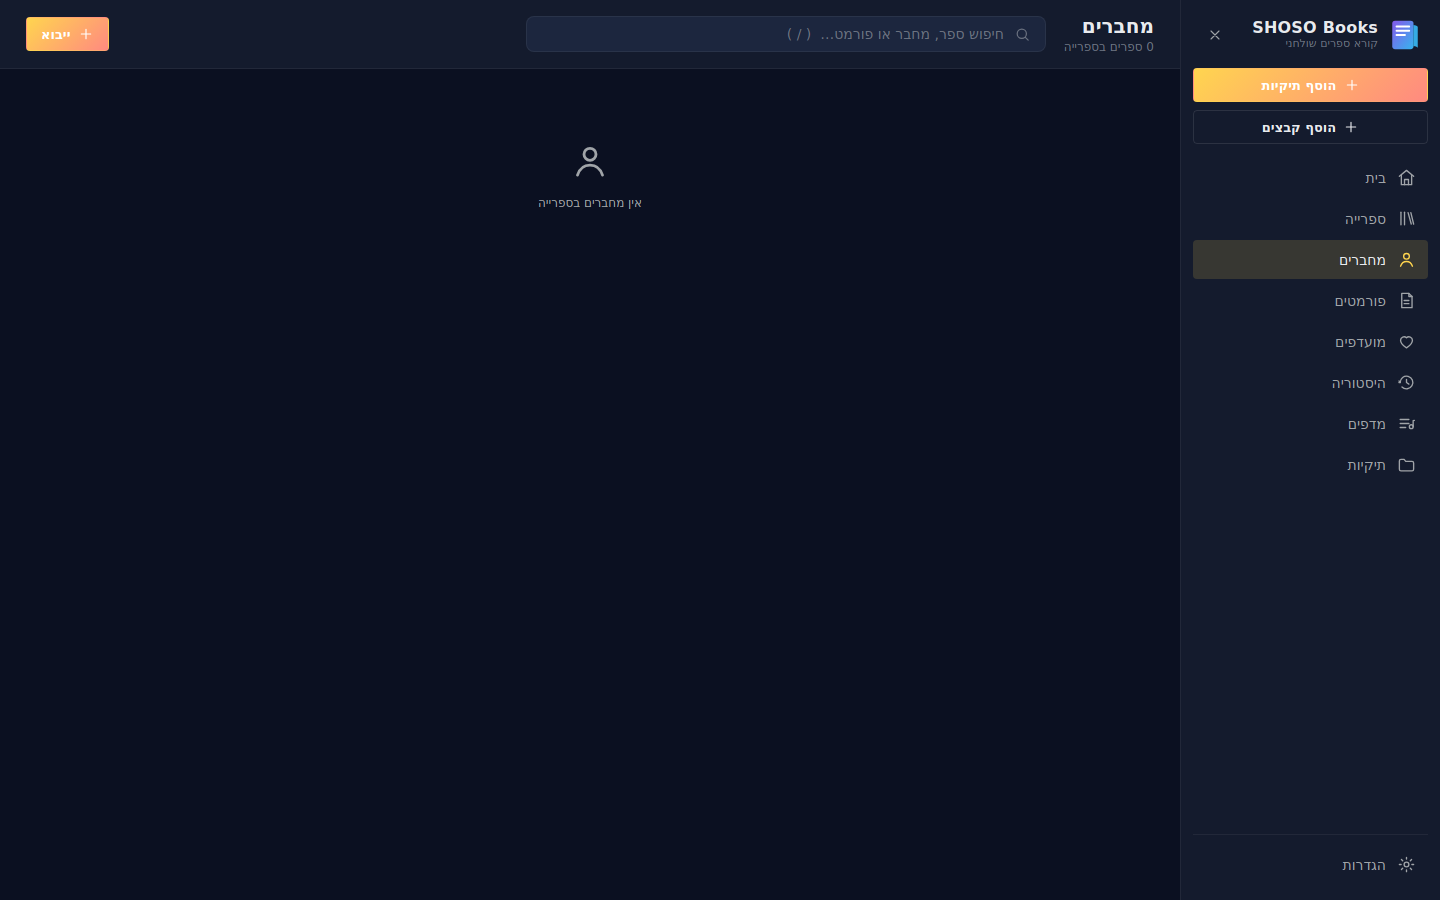 SHOSO Books
קורא ספרים שולחני
הוסף תיקיות
הוסף קבצים
בית
ספרייה
מחברים
פורמטים
מועדפים
היסטוריה
מדפים
תיקיות
הגדרות
מחברים
0 ספרים בספרייה
חיפוש ספר, מחבר או פורמט... ( / )
ייבוא
אין מחברים בספרייה